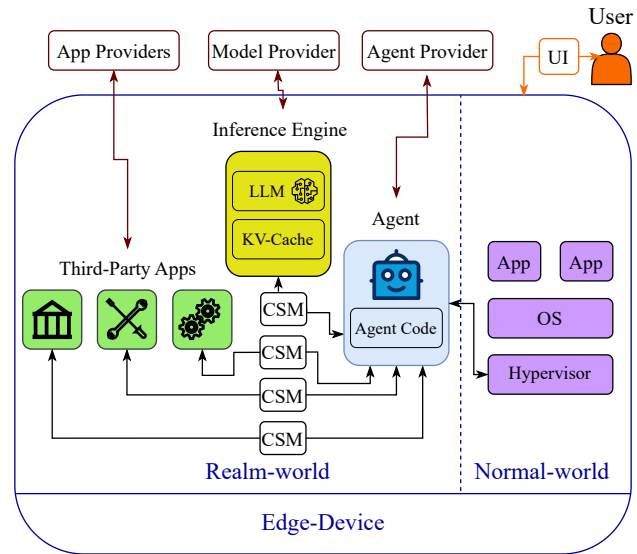 User
App Providers
Model Provider
Agent Provider
UI
Inference Engine
LLM
KV-Cache
Agent
Third-Party Apps
App
App
CSM
Agent Code
OS
CSM
Hypervisor
CSM
CSM
Realm-world
Normal-world
Edge-Device